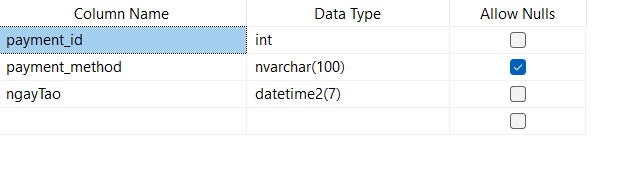 Column Name Data Type Allow Nulls
payment_id int
payment_method nvarchar(100)
ngayTao datetime2(7)